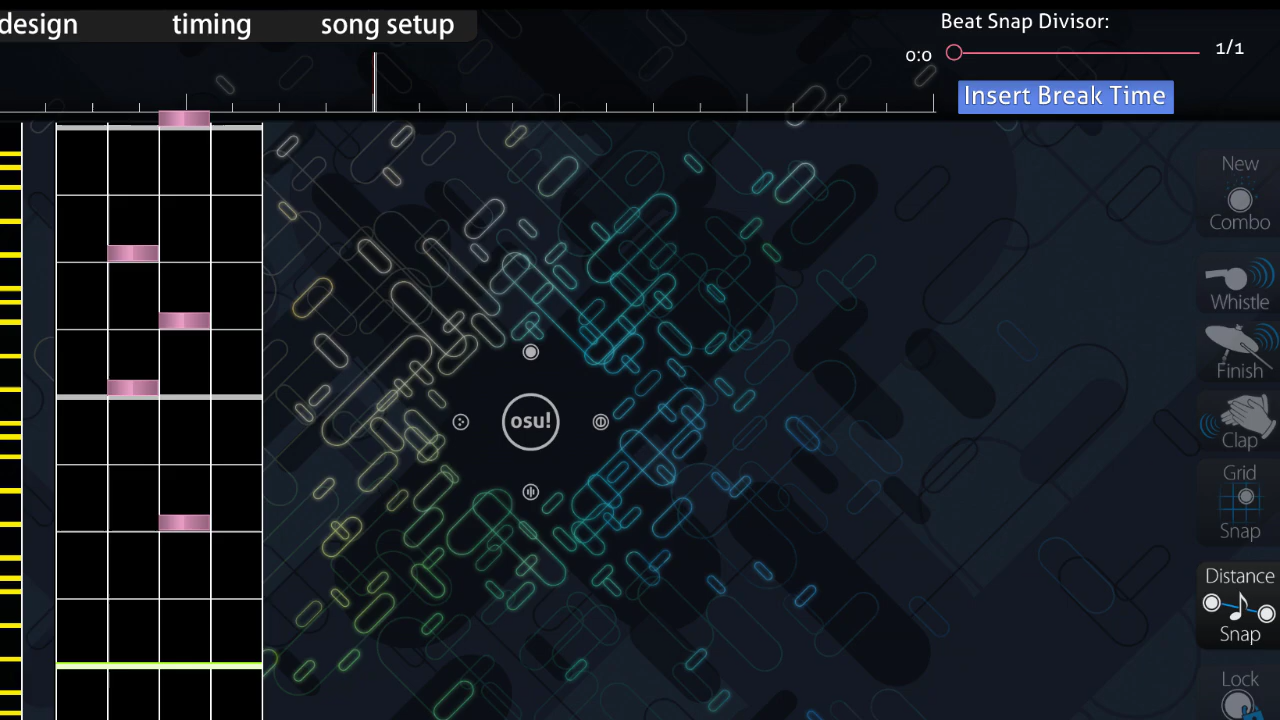 design timing song setup
Beat Snap Divisor:
0:0 1/1
Insert Break Time
New
Combo
Whistle
Finish
Clap
Grid
Snap
osu!
Distance
Snap
Lock